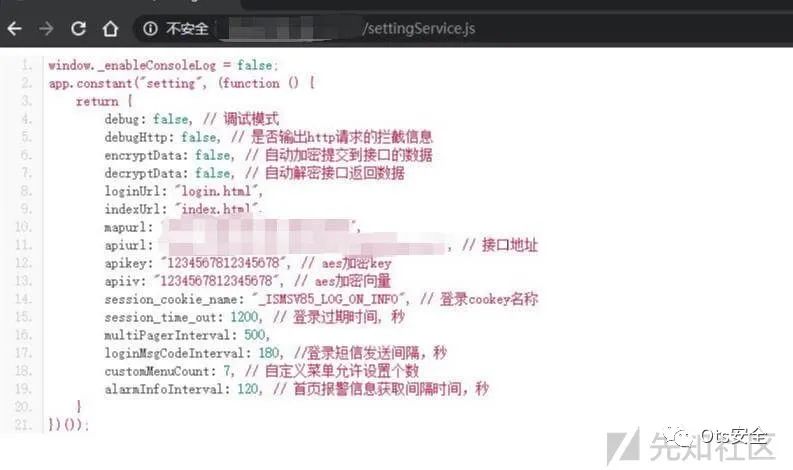 不安全 /settingService.js
1. window._enableConsoleLog = false;
2. app.constant("setting", (function () {
3. return {
4. debug: false, // 调试模式
5. debugHttp: false, // 是否输出http请求的拦截信息
6. encryptData: false, // 自动加密提交到接口的数据
7. decryptData: false, // 自动解密接口返回数据
8. loginUrl: "login.html",
9. indexUrl: "index.html",
10. mapurl: "",
11. apiurl: , // 接口地址
12. apikey: "1234567812345678", // aes加密key
13. apiiv: "1234567812345678", // aes加密向量
14. session_cookie_name: "_ISMSV85_LOG_ON_INFO", // 登录cookey名称
15. session_time_out: 1200, // 登录过期时间，秒
16. multiPagerInterval: 500,
17. loginMsgCodeInterval: 180, //登录短信发送间隔，秒
18. customMenuCount: 7, // 自定义菜单允许设置个数
19. alarmInfoInterval: 120, // 首页报警信息获取间隔时间，秒
20. }
21. })());
Ots安全
先知社区